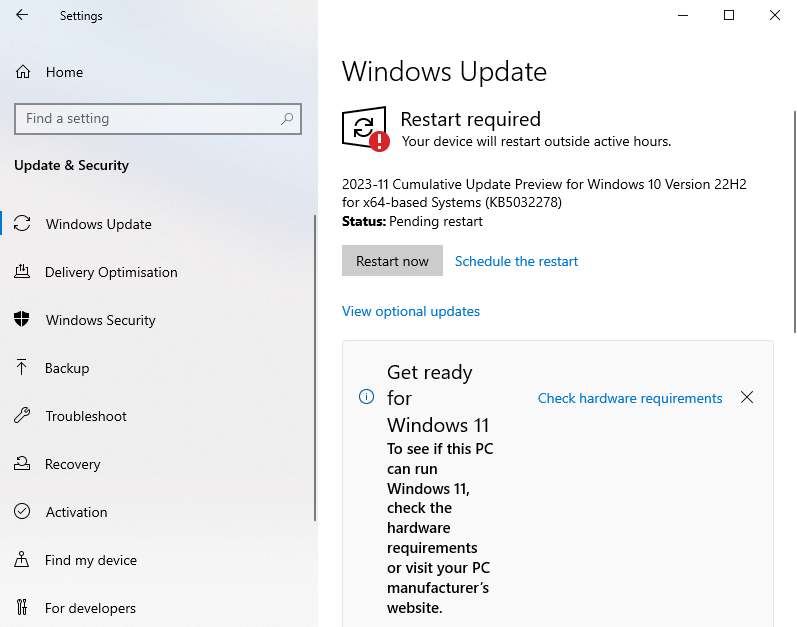 Settings
Home
Find a setting
Update & Security
Windows Update
Delivery Optimisation
Windows Security
Backup
Troubleshoot
Recovery
Activation
Find my device
For developers
Windows Update
Restart required
Your device will restart outside active hours.
2023-11 Cumulative Update Preview for Windows 10 Version 22H2
for x64-based Systems (KB5032278)
Status: Pending restart
Restart now
Schedule the restart
View optional updates
Get ready
for
Windows 11
To see if this PC
can run
Windows 11,
check the
hardware
requirements
or visit your PC
manufacturer’s
website.
Check hardware requirements